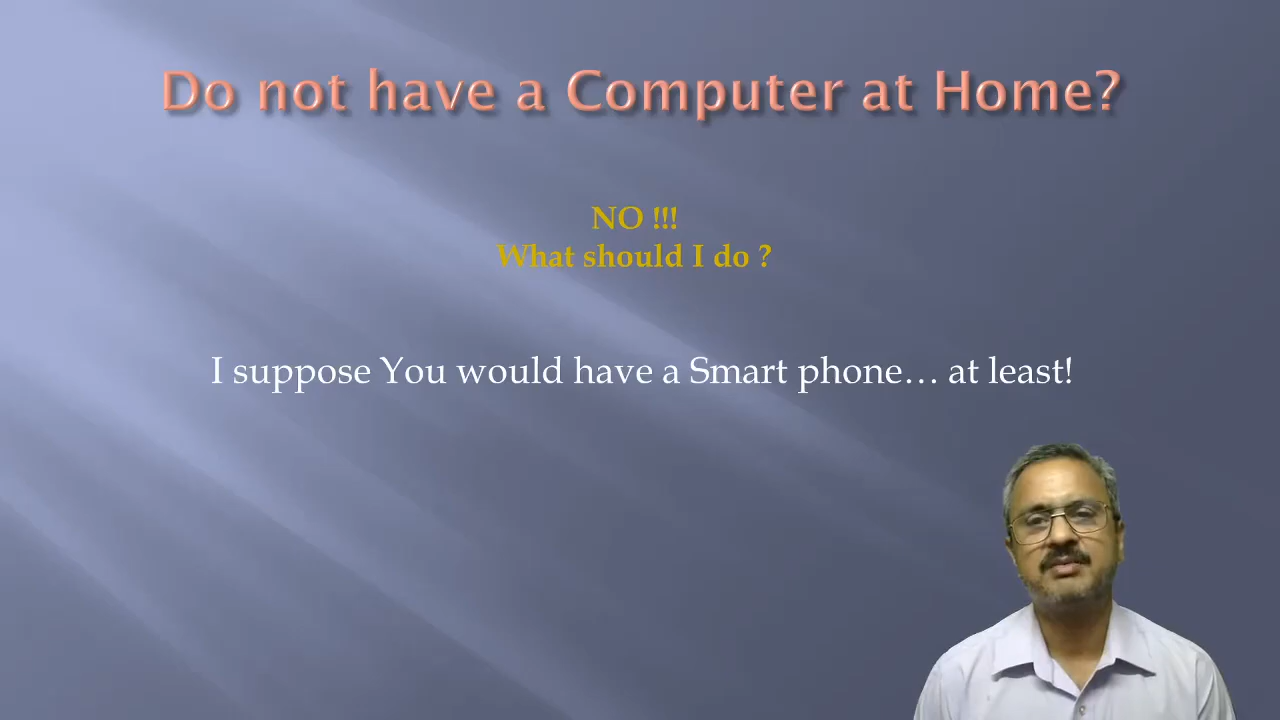 Do not have a Computer at Home?
NO !!!
What should I do ?
I suppose You would have a Smart phone… at least!